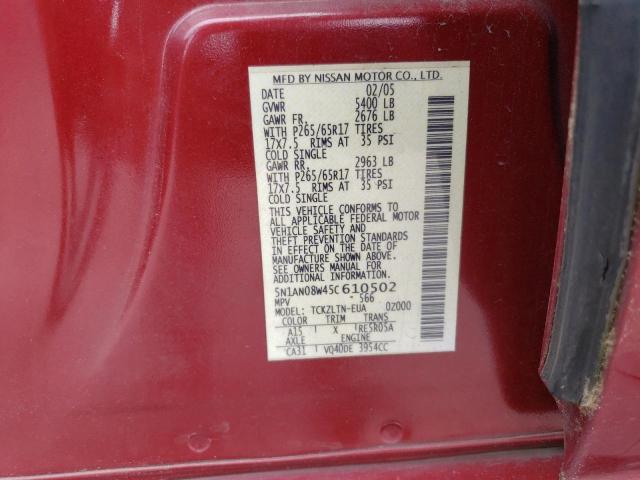 MFD BY NISSAN MOTOR CO., LTD.
DATE 02/05
GVWR 5400 LB
GAWR FR. 2676 LB
WITH P265/65R17 TIRES
17X7.5 RIMS AT 35 PSI
COLD SINGLE
GAWR RR. 2963 LB
WITH P265/65R17 TIRES
17X7.5 RIMS AT 35 PSI
COLD SINGLE
THIS VEHICLE CONFORMS TO
ALL APPLICABLE FEDERAL MOTOR
VEHICLE SAFETY AND
THEFT PREVENTION STANDARDS
IN EFFECT ON THE DATE OF
MANUFACTURE SHOWN ABOVE.
SEE OWNERS MANUAL FOR
ADDITIONAL INFORMATION.
5N1AN08W45C610502
MPV * 566
MODEL: TCKZLTN-EUA 02000
COLOR TRIM TRANS
A15 X RE5R05A
AXLE ENGINE
CA31 VQ40DE 3954CC